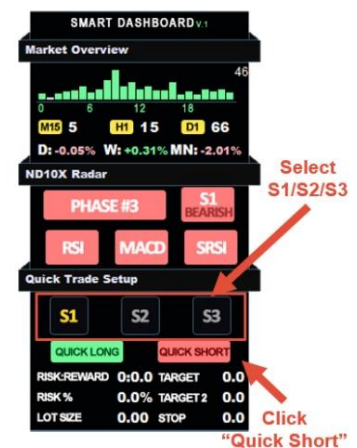 SMART DASHBOARD V.1
Market Overview
46
0 6 12 18
M15 5 H1 15 D1 66
D: -0.05% W: +0.31% MN: -2.01%
ND10X Radar
PHASE #3 S1 BEARISH
RSI MACD SRSI
Select
S1/S2/S3
Quick Trade Setup
S1 S2 S3
QUICK LONG QUICK SHORT
RISK:REWARD 0:0.0 TARGET 0.0
RISK % 0.0% TARGET 2 0.0
LOT SIZE 0.00 STOP 0.0
Click
"Quick Short"